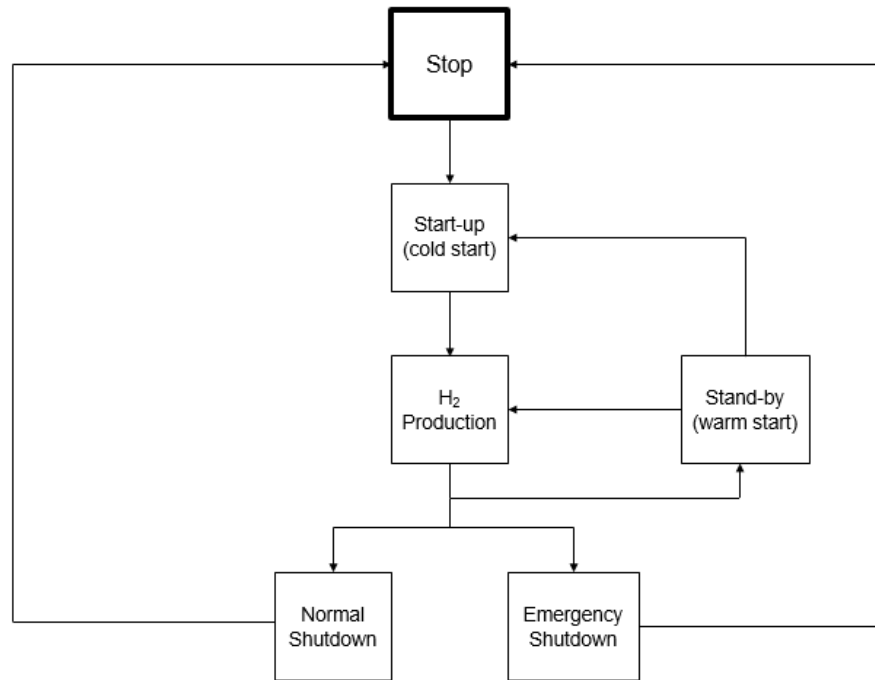 Stop
Start-up
(cold start)
H₂
Production
Stand-by
(warm start)
Normal
Shutdown
Emergency
Shutdown